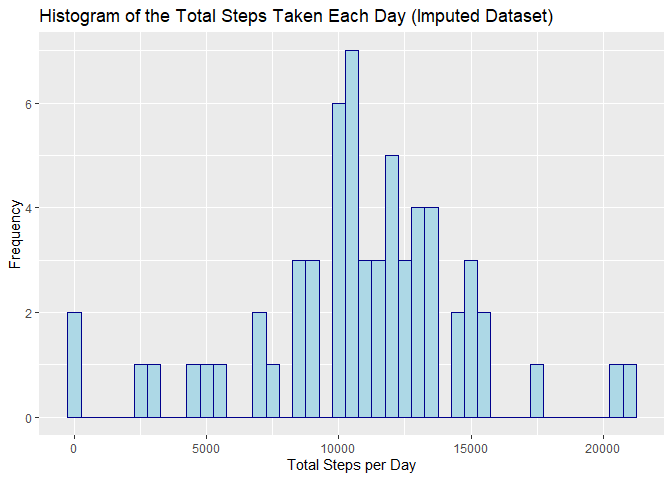 Histogram of the Total Steps Taken Each Day (Imputed Dataset)
6
4
2
0
Frequency
0 5000 10000 15000 20000
Total Steps per Day